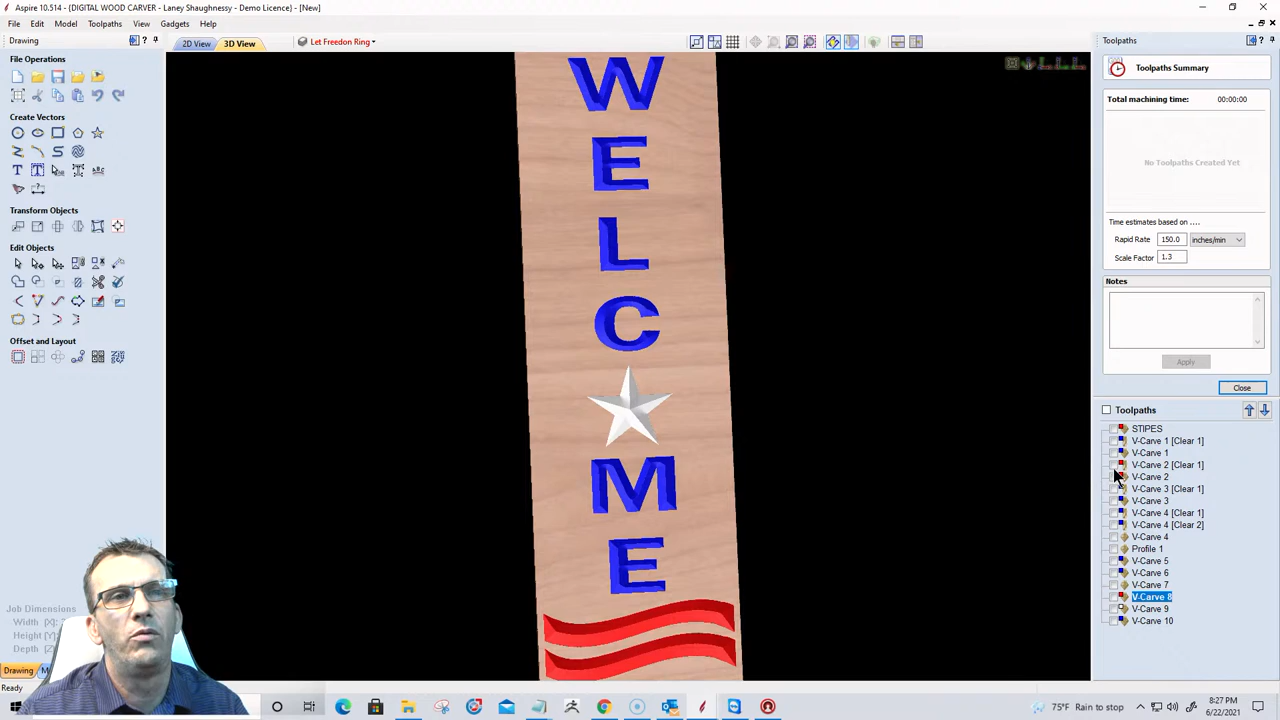 Aspire 10.514 - (DIGITAL WOOD CARVER - Laney Shaughnessy - Demo Licence) - [New]
File Edit Model Toolpaths View Gadgets Help
Drawing
2D View 3D View Let Freedon Ring
File Operations
Create Vectors
Transform Objects
Edit Objects
Offset and Layout
Job Dimensions
Width (X)
Height (Y)
Depth (Z)
Drawing
Ready
W
E
L
C
M
E
Toolpaths
Toolpaths Summary
Total machining time: 00:00:00
No Toolpaths Created Yet
Time estimates based on ....
Rapid Rate 150.0 inches/min
Scale Factor 1.3
Notes
Apply
Close
Toolpaths
STIPES
V-Carve 1 [Clear 1]
V-Carve 1
V-Carve 2 [Clear 1]
V-Carve 2
V-Carve 3 [Clear 1]
V-Carve 3
V-Carve 4 [Clear 1]
V-Carve 4 [Clear 2]
V-Carve 4
Profile 1
V-Carve 5
V-Carve 6
V-Carve 7
V-Carve 8
V-Carve 9
V-Carve 10
75°F Rain to stop
8:27 PM
6/22/2021